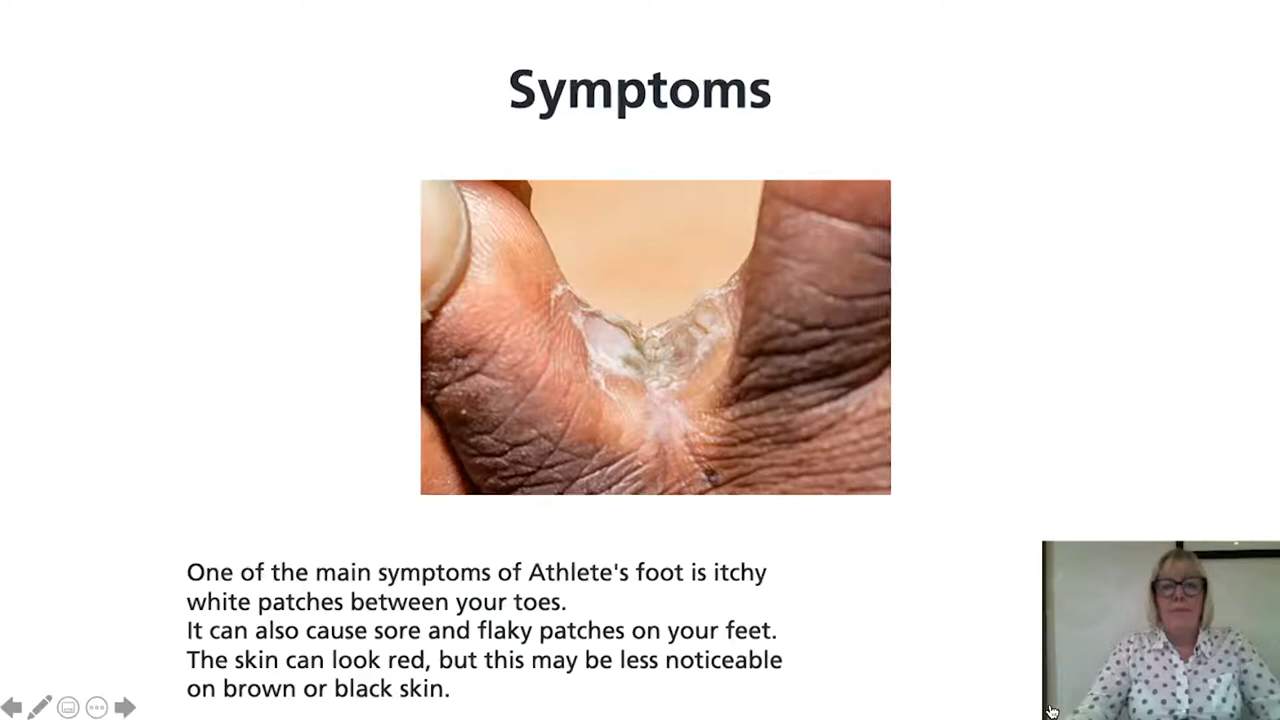 Symptoms
One of the main symptoms of Athlete's foot is itchy
white patches between your toes.
It can also cause sore and flaky patches on your feet.
The skin can look red, but this may be less noticeable
on brown or black skin.